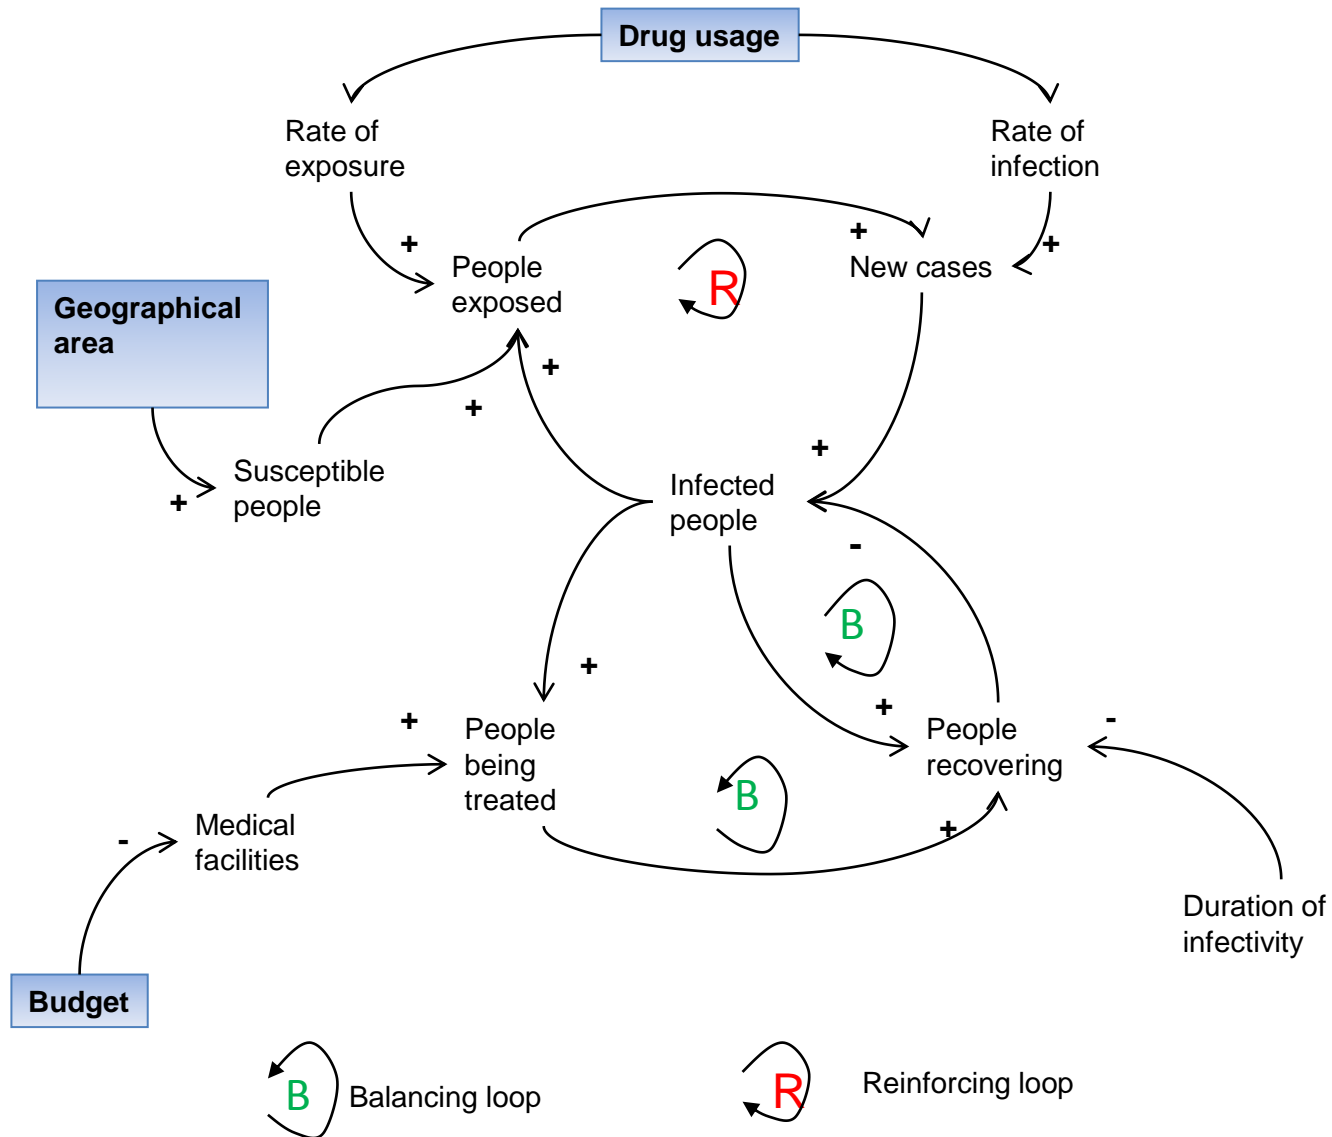 Drug usage
Rate of
exposure
Rate of
infection
+
+
+
People
exposed
R
New cases
Geographical
area
+
+
+
Susceptible
people
+
Infected
people
-
B
+
+
+
-
People
being
treated
People
recovering
B
-
Medical
facilities
+
Duration of
infectivity
Budget
B
Balancing loop
R
Reinforcing loop